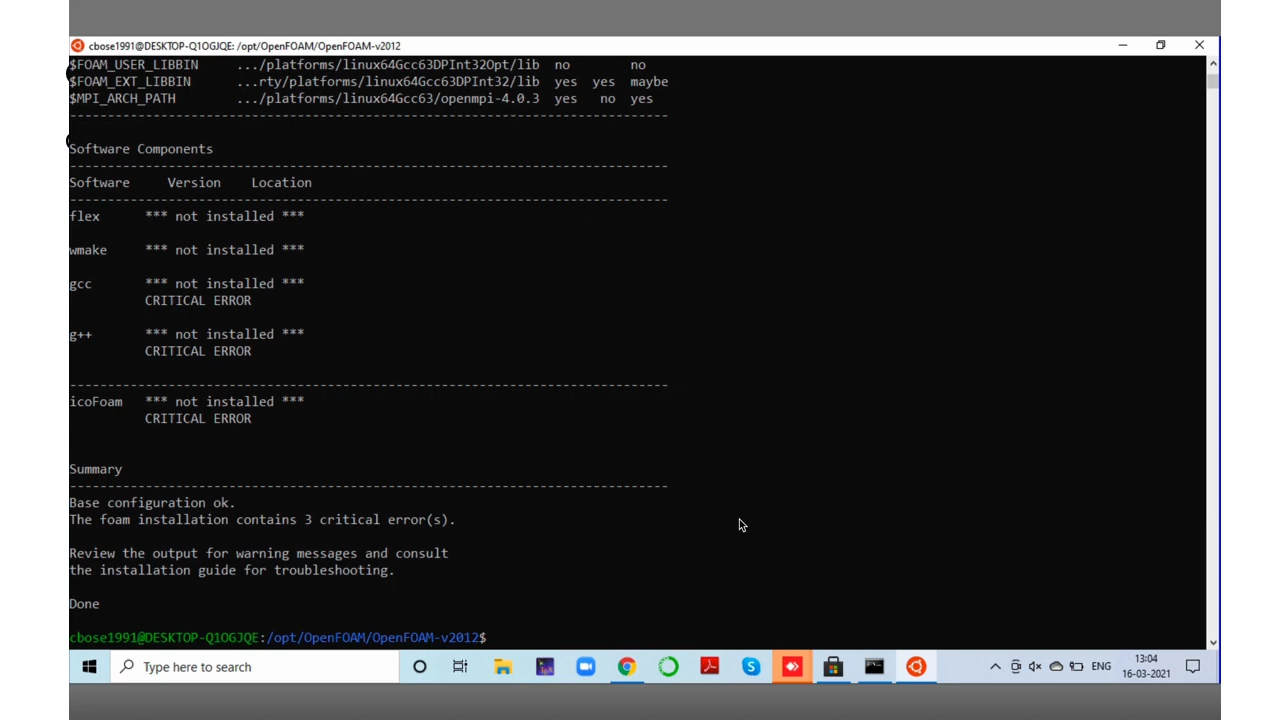 cbose1991@DESKTOP-Q1OGJQE: /opt/OpenFOAM/OpenFOAM-v2012
$FOAM_USER_LIBBIN .../platforms/linux64Gcc63DPInt32Opt/lib no no
$FOAM_EXT_LIBBIN ...rty/platforms/linux64Gcc63DPInt32/lib yes yes maybe
$MPI_ARCH_PATH .../platforms/linux64Gcc63/openmpi-4.0.3 yes no yes
-------------------------------------------------------------------------------
Software Components
-------------------------------------------------------------------------------
Software Version Location
-------------------------------------------------------------------------------
flex *** not installed ***
wmake *** not installed ***
gcc *** not installed ***
CRITICAL ERROR
g++ *** not installed ***
CRITICAL ERROR
-------------------------------------------------------------------------------
icoFoam *** not installed ***
CRITICAL ERROR
Summary
-------------------------------------------------------------------------------
Base configuration ok.
The foam installation contains 3 critical error(s).
Review the output for warning messages and consult
the installation guide for troubleshooting.
Done
cbose1991@DESKTOP-Q1OGJQE:/opt/OpenFOAM/OpenFOAM-v2012$
Type here to search
ENG
13:04
16-03-2021